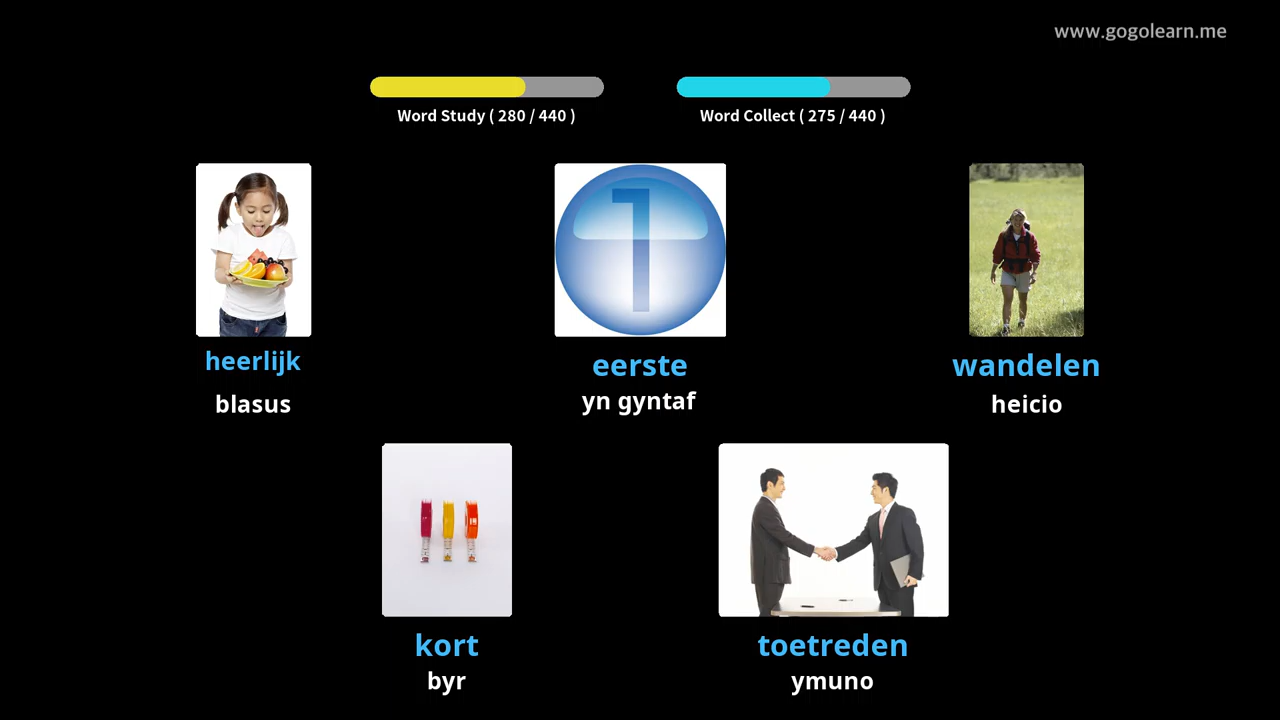 www.gogolearn.me
Word Study ( 280 / 440 )
Word Collect ( 275 / 440 )
1
heerlijk
blasus
eerste
yn gyntaf
wandelen
heicio
kort
byr
toetreden
ymuno